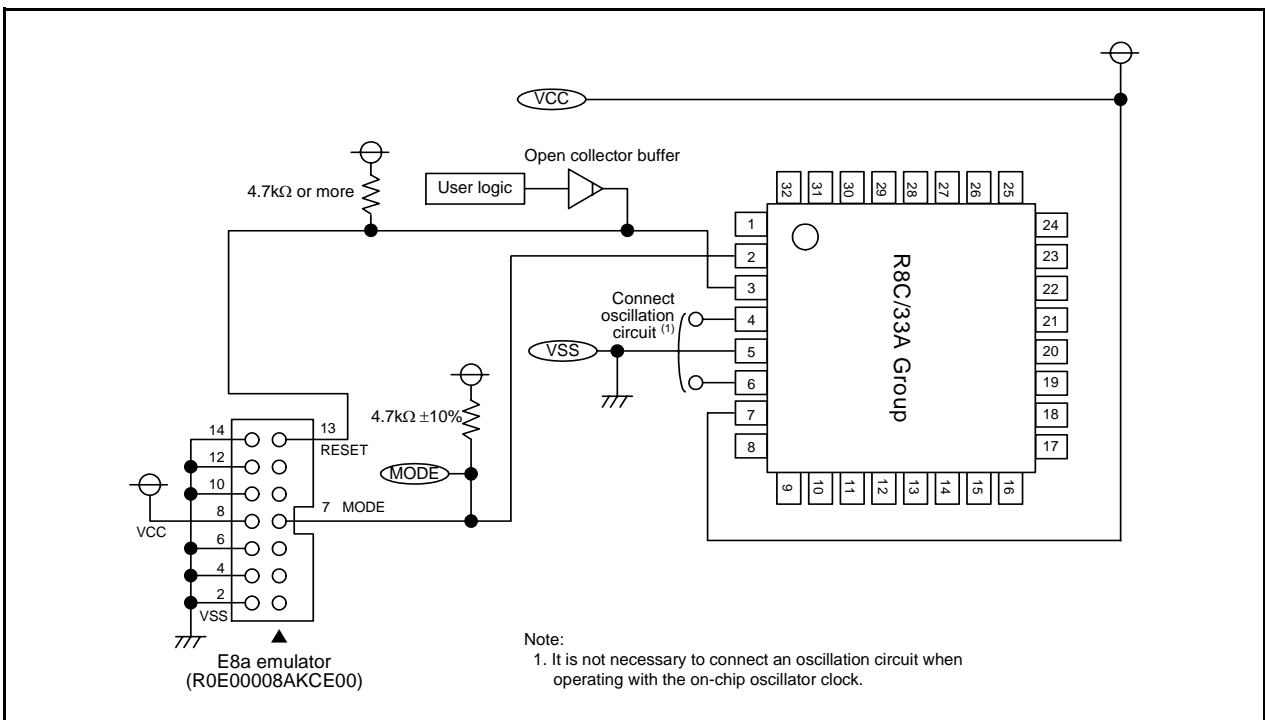 VCC
Open collector buffer
4.7kΩ or more
User logic
32 31 30 29 28 27 26 25
1
2
3
4
5
6
7
8
24
23
22
21
20
19
18
17
9 10 11 12 13 14 15 16
R8C/33A Group
Connect
oscillation
circuit (1)
VSS
4.7kΩ ±10%
MODE
14
13
RESET
12
10
8
7 MODE
VCC
6
4
2
VSS
E8a emulator
(R0E00008AKCE00)
Note:
1. It is not necessary to connect an oscillation circuit when
operating with the on-chip oscillator clock.